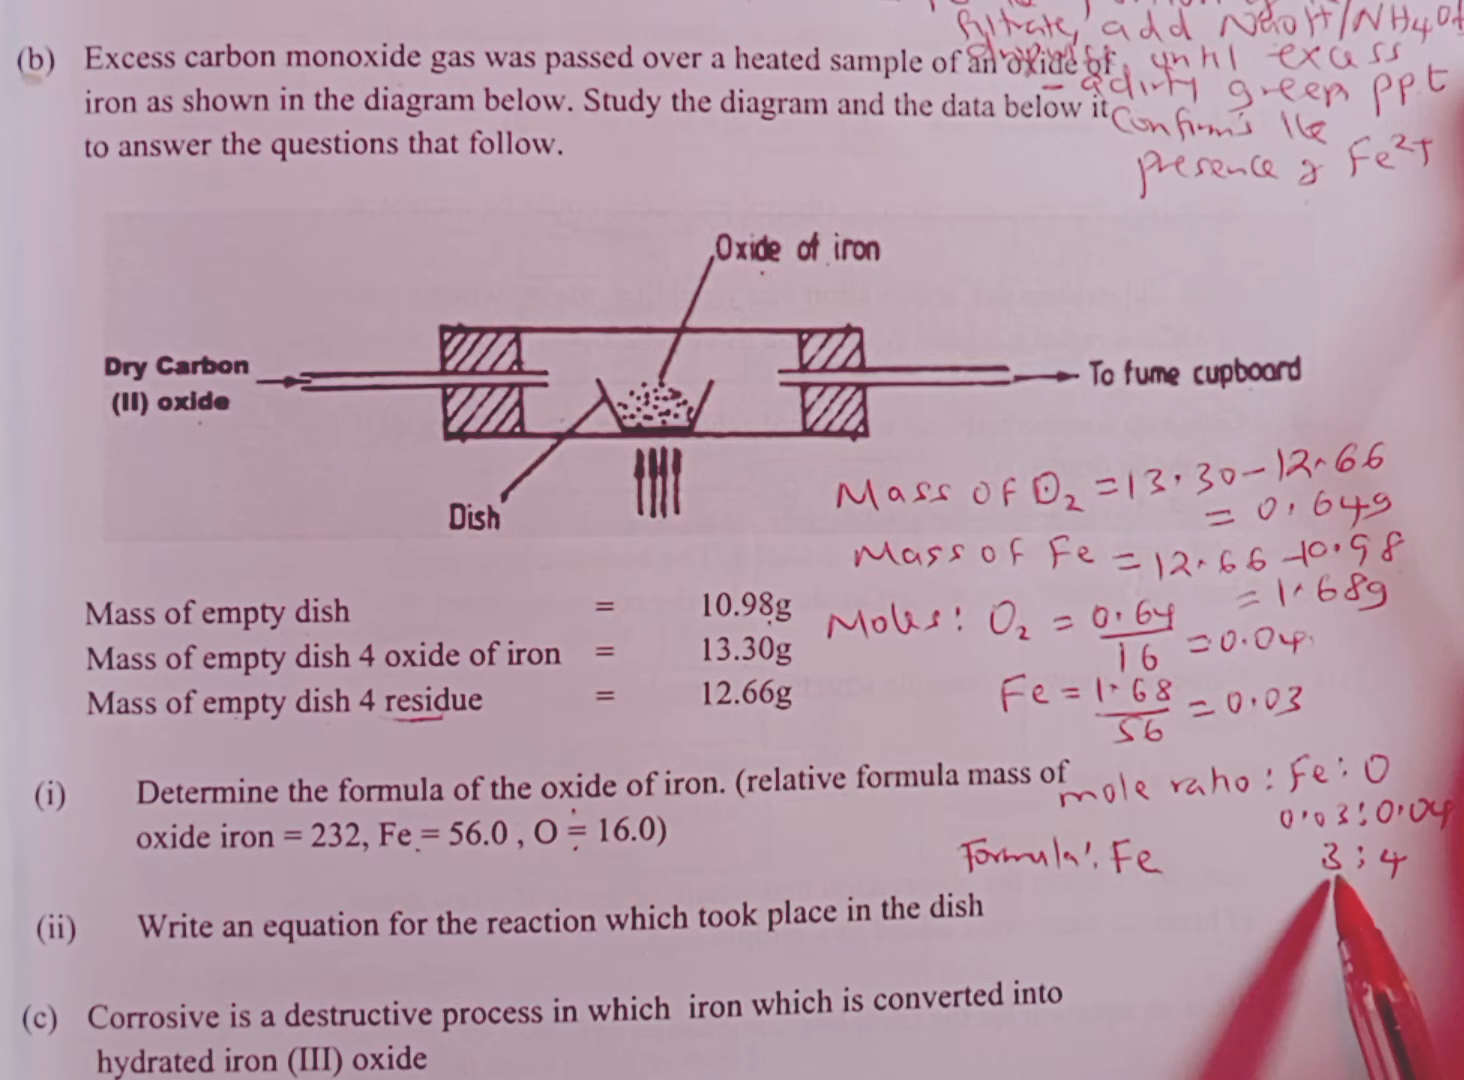 filtrate, add NaOH/NH4OH
(b) Excess carbon monoxide gas was passed over a heated sample of an oxide of
until excess
iron as shown in the diagram below. Study the diagram and the data below it
- a dirty green ppt
to answer the questions that follow.
Confirms the
presence of Fe²⁺
Oxide of iron
Dry Carbon
(II) oxide
To fume cupboard
Dish
Mass of O₂ = 13.30 - 12.66
= 0.64g
Mass of Fe = 12.66 - 10.98
= 1.68g
Mass of empty dish = 10.98g
Mass of empty dish 4 oxide of iron = 13.30g
Mass of empty dish 4 residue = 12.66g
Moles: O₂ = 0.64/16 = 0.04
Fe = 1.68/56 = 0.03
(i) Determine the formula of the oxide of iron. (relative formula mass of
oxide iron = 232, Fe = 56.0 , O = 16.0)
mole ratio: Fe : O
0.03 : 0.04
3 : 4
Formula: Fe
(ii) Write an equation for the reaction which took place in the dish
(c) Corrosive is a destructive process in which iron which is converted into
hydrated iron (III) oxide